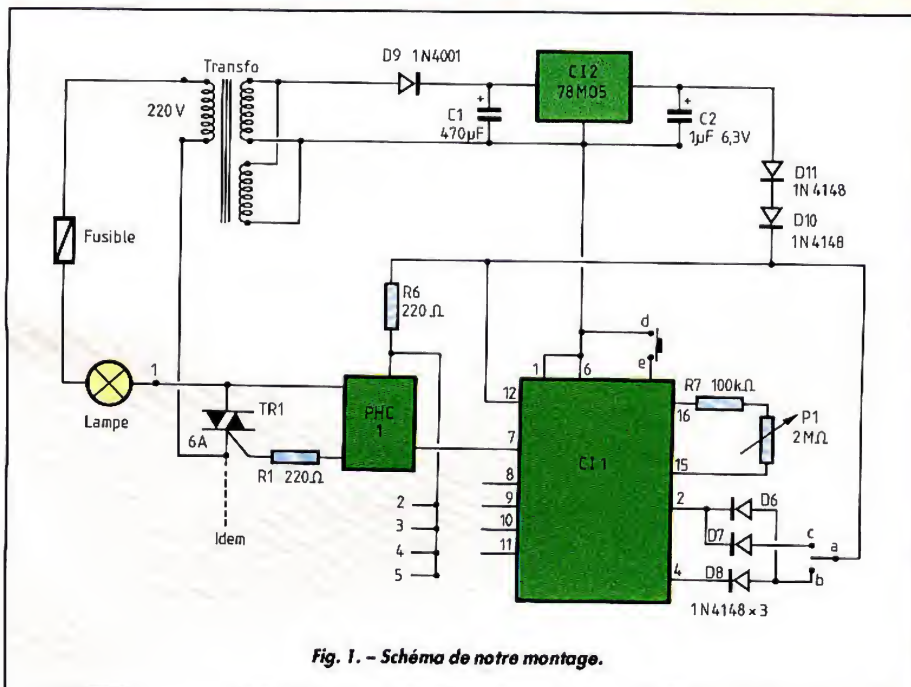 D9 1N4001
Transfo
220 V
C1
470µF
CI2
78M05
C2
1µF 6,3V
D11
1N4148
D10
1N4148
Fusible
R6
220 Ω
d
e
1
6
12
R7 100kΩ
16
P1
2MΩ
Lampe
1
TR1
6A
PHC
1
7
CI1
15
R1 220Ω
8
9
10
11
2
D6
D7
c
a
b
Idem
2
3
4
5
4
D8
1N4148 x 3
Fig. 1. – Schéma de notre montage.